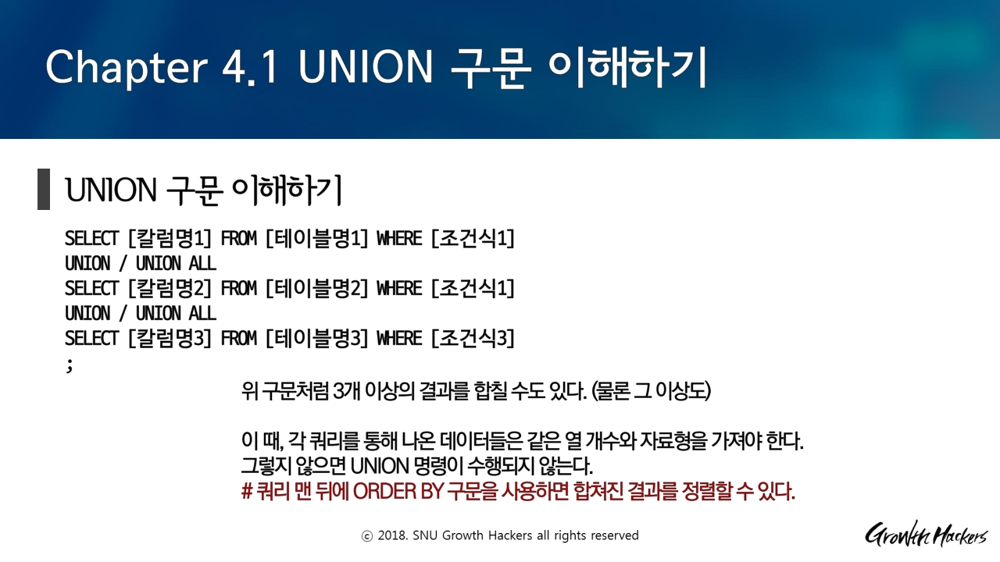 Chapter 4.1 UNION 구문 이해하기
UNION 구문 이해하기
SELECT [칼럼명1] FROM [테이블명1] WHERE [조건식1]
UNION / UNION ALL
SELECT [칼럼명2] FROM [테이블명2] WHERE [조건식1]
UNION / UNION ALL
SELECT [칼럼명3] FROM [테이블명3] WHERE [조건식3]
;
위 구문처럼 3개 이상의 결과를 합칠 수도 있다. (물론 그 이상도)
이 때, 각 쿼리를 통해 나온 데이터들은 같은 열 개수와 자료형을 가져야 한다.
그렇지 않으면 UNION 명령이 수행되지 않는다.
# 쿼리 맨 뒤에 ORDER BY 구문을 사용하면 합쳐진 결과를 정렬할 수 있다.
ⓒ 2018. SNU Growth Hackers all rights reserved
Growth Hackers